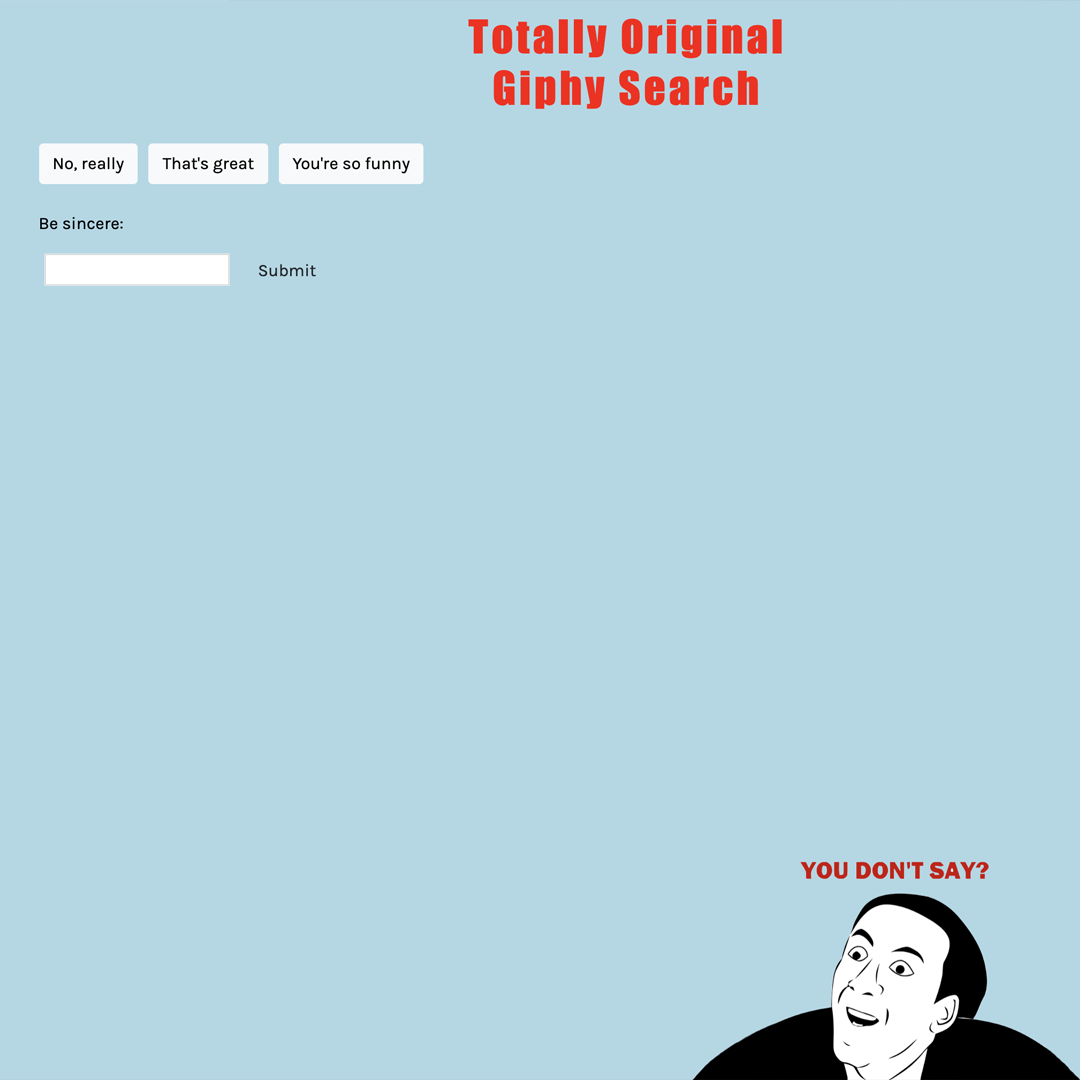 Totally Original
Giphy Search
No, really That's great You're so funny
Be sincere:
Submit
YOU DON'T SAY?